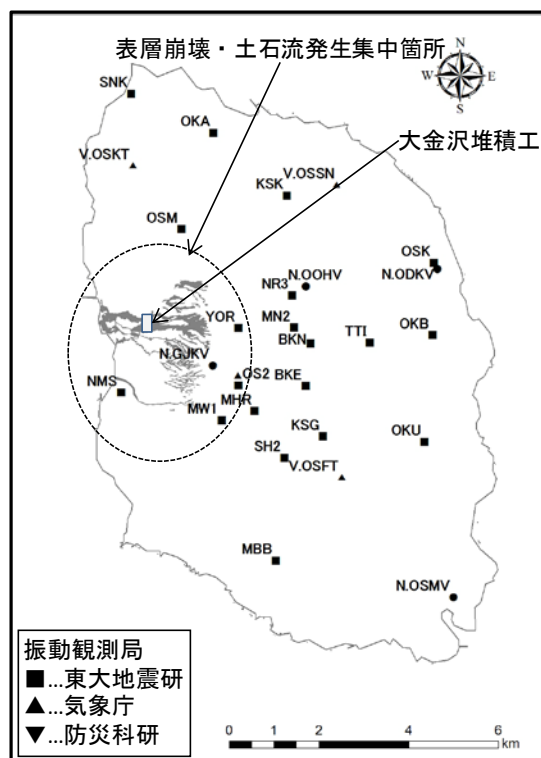 表層崩壊・土石流発生集中箇所
N
W E
S
SNK
OKA
大金沢堆積工
V.OSKT
V.OSSN
KSK
OSM
OSK
N.OOHV
N.ODKV
NR3
YOR
MN2
OKB
BKN
TTI
N.GJKV
OS2
BKE
NMS
MHR
MW1
KSG
OKU
SH2
V.OSFT
MBB
N.OSMV
振動観測局
■...東大地震研
▲...気象庁
▼...防災科研
0 1 2 4 6
km